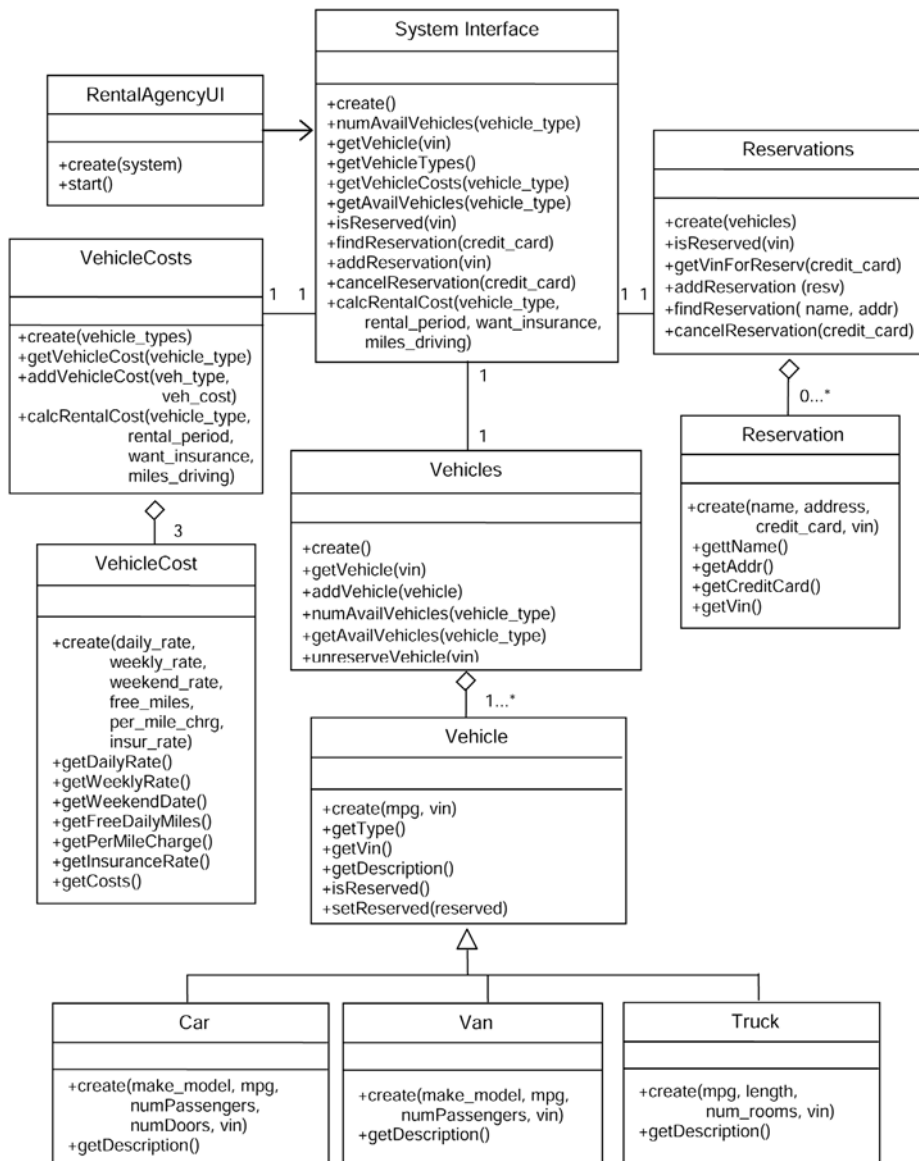 System Interface
+create()
+numAvailVehicles(vehicle_type)
+getVehicle(vin)
+getVehicleTypes()
+getVehicleCosts(vehicle_type)
+getAvailVehicles(vehicle_type)
+isReserved(vin)
+findReservation(credit_card)
+addReservation(vin)
+cancelReservation(credit_card)
+calcRentalCost(vehicle_type,
rental_period, want_insurance,
miles_driving)
RentalAgencyUI
+create(system)
+start()
Reservations
+create(vehicles)
+isReserved(vin)
+getVinForReserv(credit_card)
+addReservation (resv)
+findReservation( name, addr)
+cancelReservation(credit_card)
VehicleCosts
+create(vehicle_types)
+getVehicleCost(vehicle_type)
+addVehicleCost(veh_type,
veh_cost)
+calcRentalCost(vehicle_type,
rental_period,
want_insurance,
miles_driving)
1 1
1 1
1
1
0...*
Reservation
+create(name, address,
credit_card, vin)
+gettName()
+getAddr()
+getCreditCard()
+getVin()
Vehicles
+create()
+getVehicle(vin)
+addVehicle(vehicle)
+numAvailVehicles(vehicle_type)
+getAvailVehicles(vehicle_type)
+unreserveVehicle(vin)
3
VehicleCost
+create(daily_rate,
weekly_rate,
weekend_rate,
free_miles,
per_mile_chrg,
insur_rate)
+getDailyRate()
+getWeeklyRate()
+getWeekendDate()
+getFreeDailyMiles()
+getPerMileCharge()
+getInsuranceRate()
+getCosts()
1...*
Vehicle
+create(mpg, vin)
+getType()
+getVin()
+getDescription()
+isReserved()
+setReserved(reserved)
Car
+create(make_model, mpg,
numPassengers,
numDoors, vin)
+getDescription()
Van
+create(make_model, mpg,
numPassengers, vin)
+getDescription()
Truck
+create(mpg, length,
num_rooms, vin)
+getDescription()